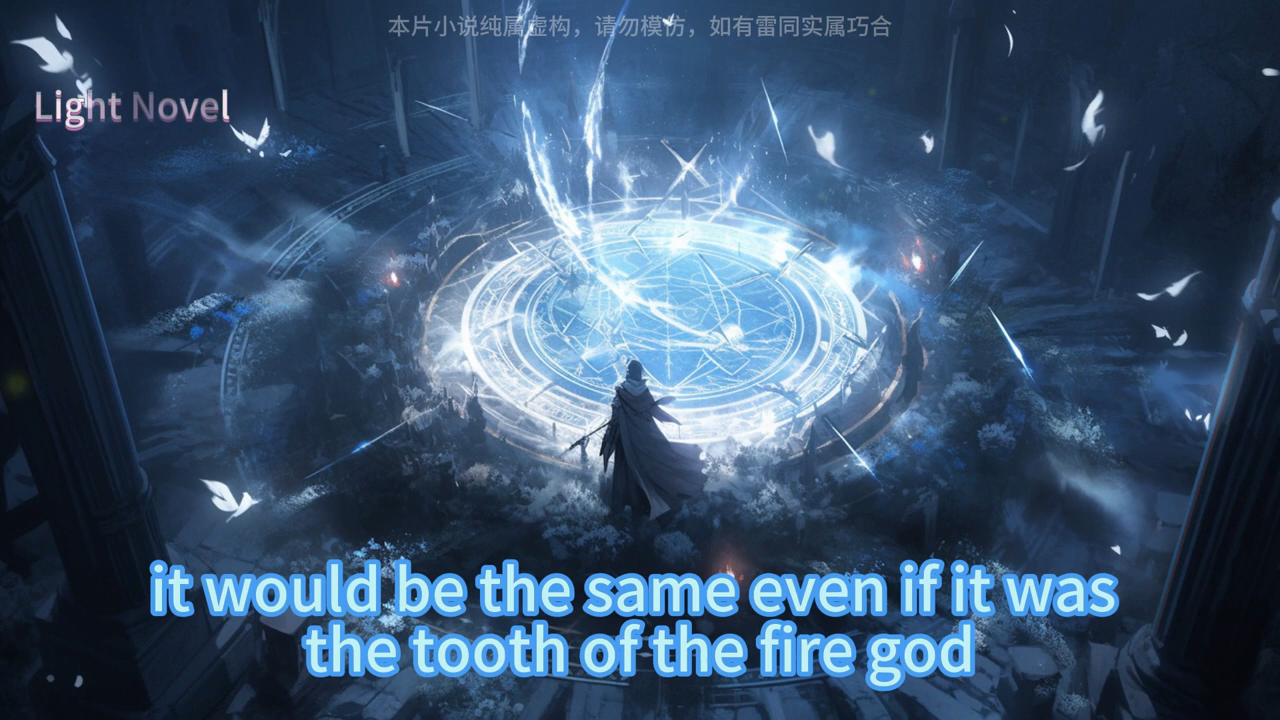 本片小说纯属虚构，请勿模仿，如有雷同实属巧合
Light Novel
it would be the same even if it was
the tooth of the fire god